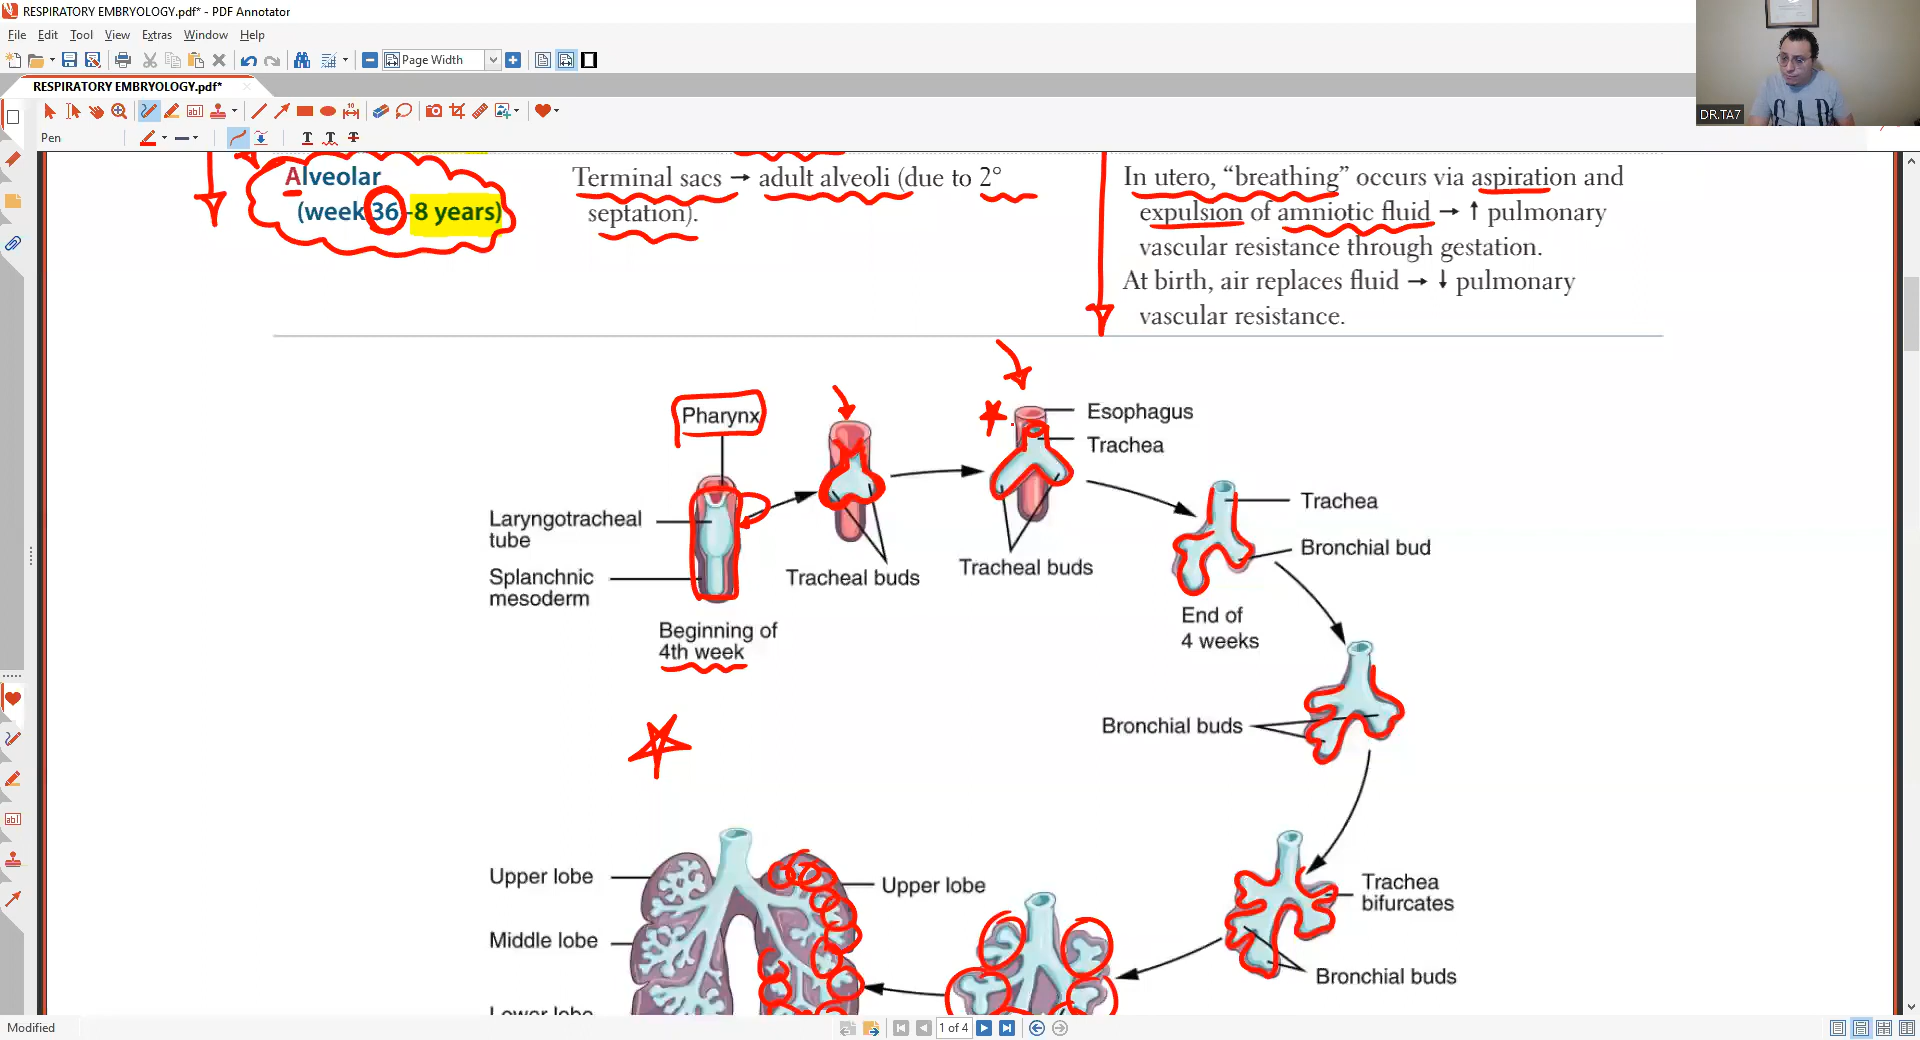 RESPIRATORY EMBRYOLOGY.pdf* - PDF Annotator
File Edit Tool View Extras Window Help
Page Width
RESPIRATORY EMBRYOLOGY.pdf*
Pen
DR.TA7
Alveolar
(week 36–8 years)
Terminal sacs → adult alveoli (due to 2°
septation).
In utero, “breathing” occurs via aspiration and
expulsion of amniotic fluid → ↑ pulmonary
vascular resistance through gestation.
At birth, air replaces fluid → ↓ pulmonary
vascular resistance.
Pharynx
Esophagus
Trachea
Laryngotracheal
tube
Splanchnic
mesoderm
Beginning of
4th week
Tracheal buds
Tracheal buds
Trachea
Bronchial bud
End of
4 weeks
Bronchial buds
Trachea
bifurcates
Bronchial buds
Upper lobe
Upper lobe
Middle lobe
Lower lobe
Modified
1 of 4